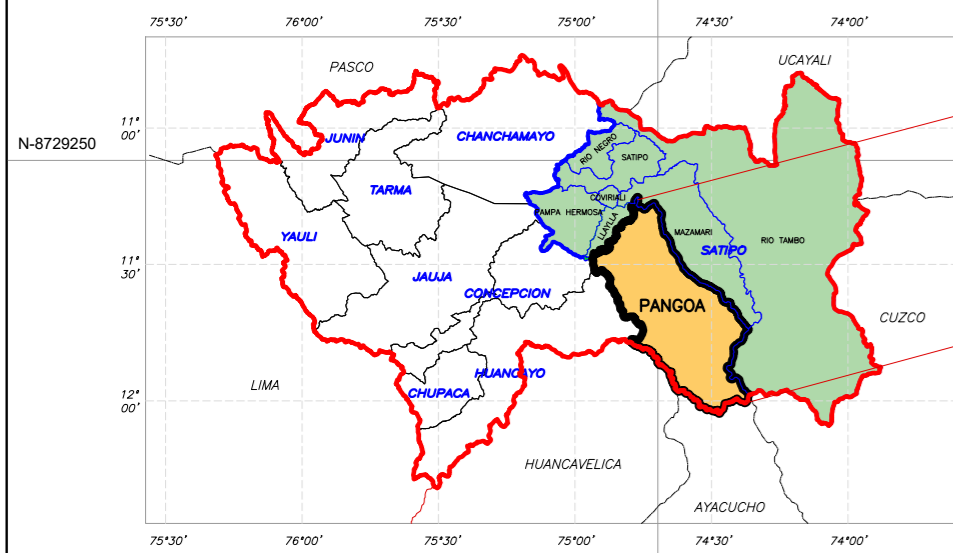 75°30'
76°00'
75°30'
75°00'
74°30'
74°00'
UCAYALI
PASCO
11°
00'
N-8729250
JUNIN
CHANCHAMAYO
RIO NEGRO
SATIPO
TARMA
COVIRIALI
AMPA HERMOSA
LLAYLLA
MAZAMARI
RIO TAMBO
YAULI
SATIPO
11°
30'
JAUJA
CONCEPCION
PANGOA
CUZCO
LIMA
HUANCAYO
CHUPACA
12°
00'
HUANCAVELICA
AYACUCHO
75°30'
76°00'
75°30'
75°00'
74°30'
74°00'